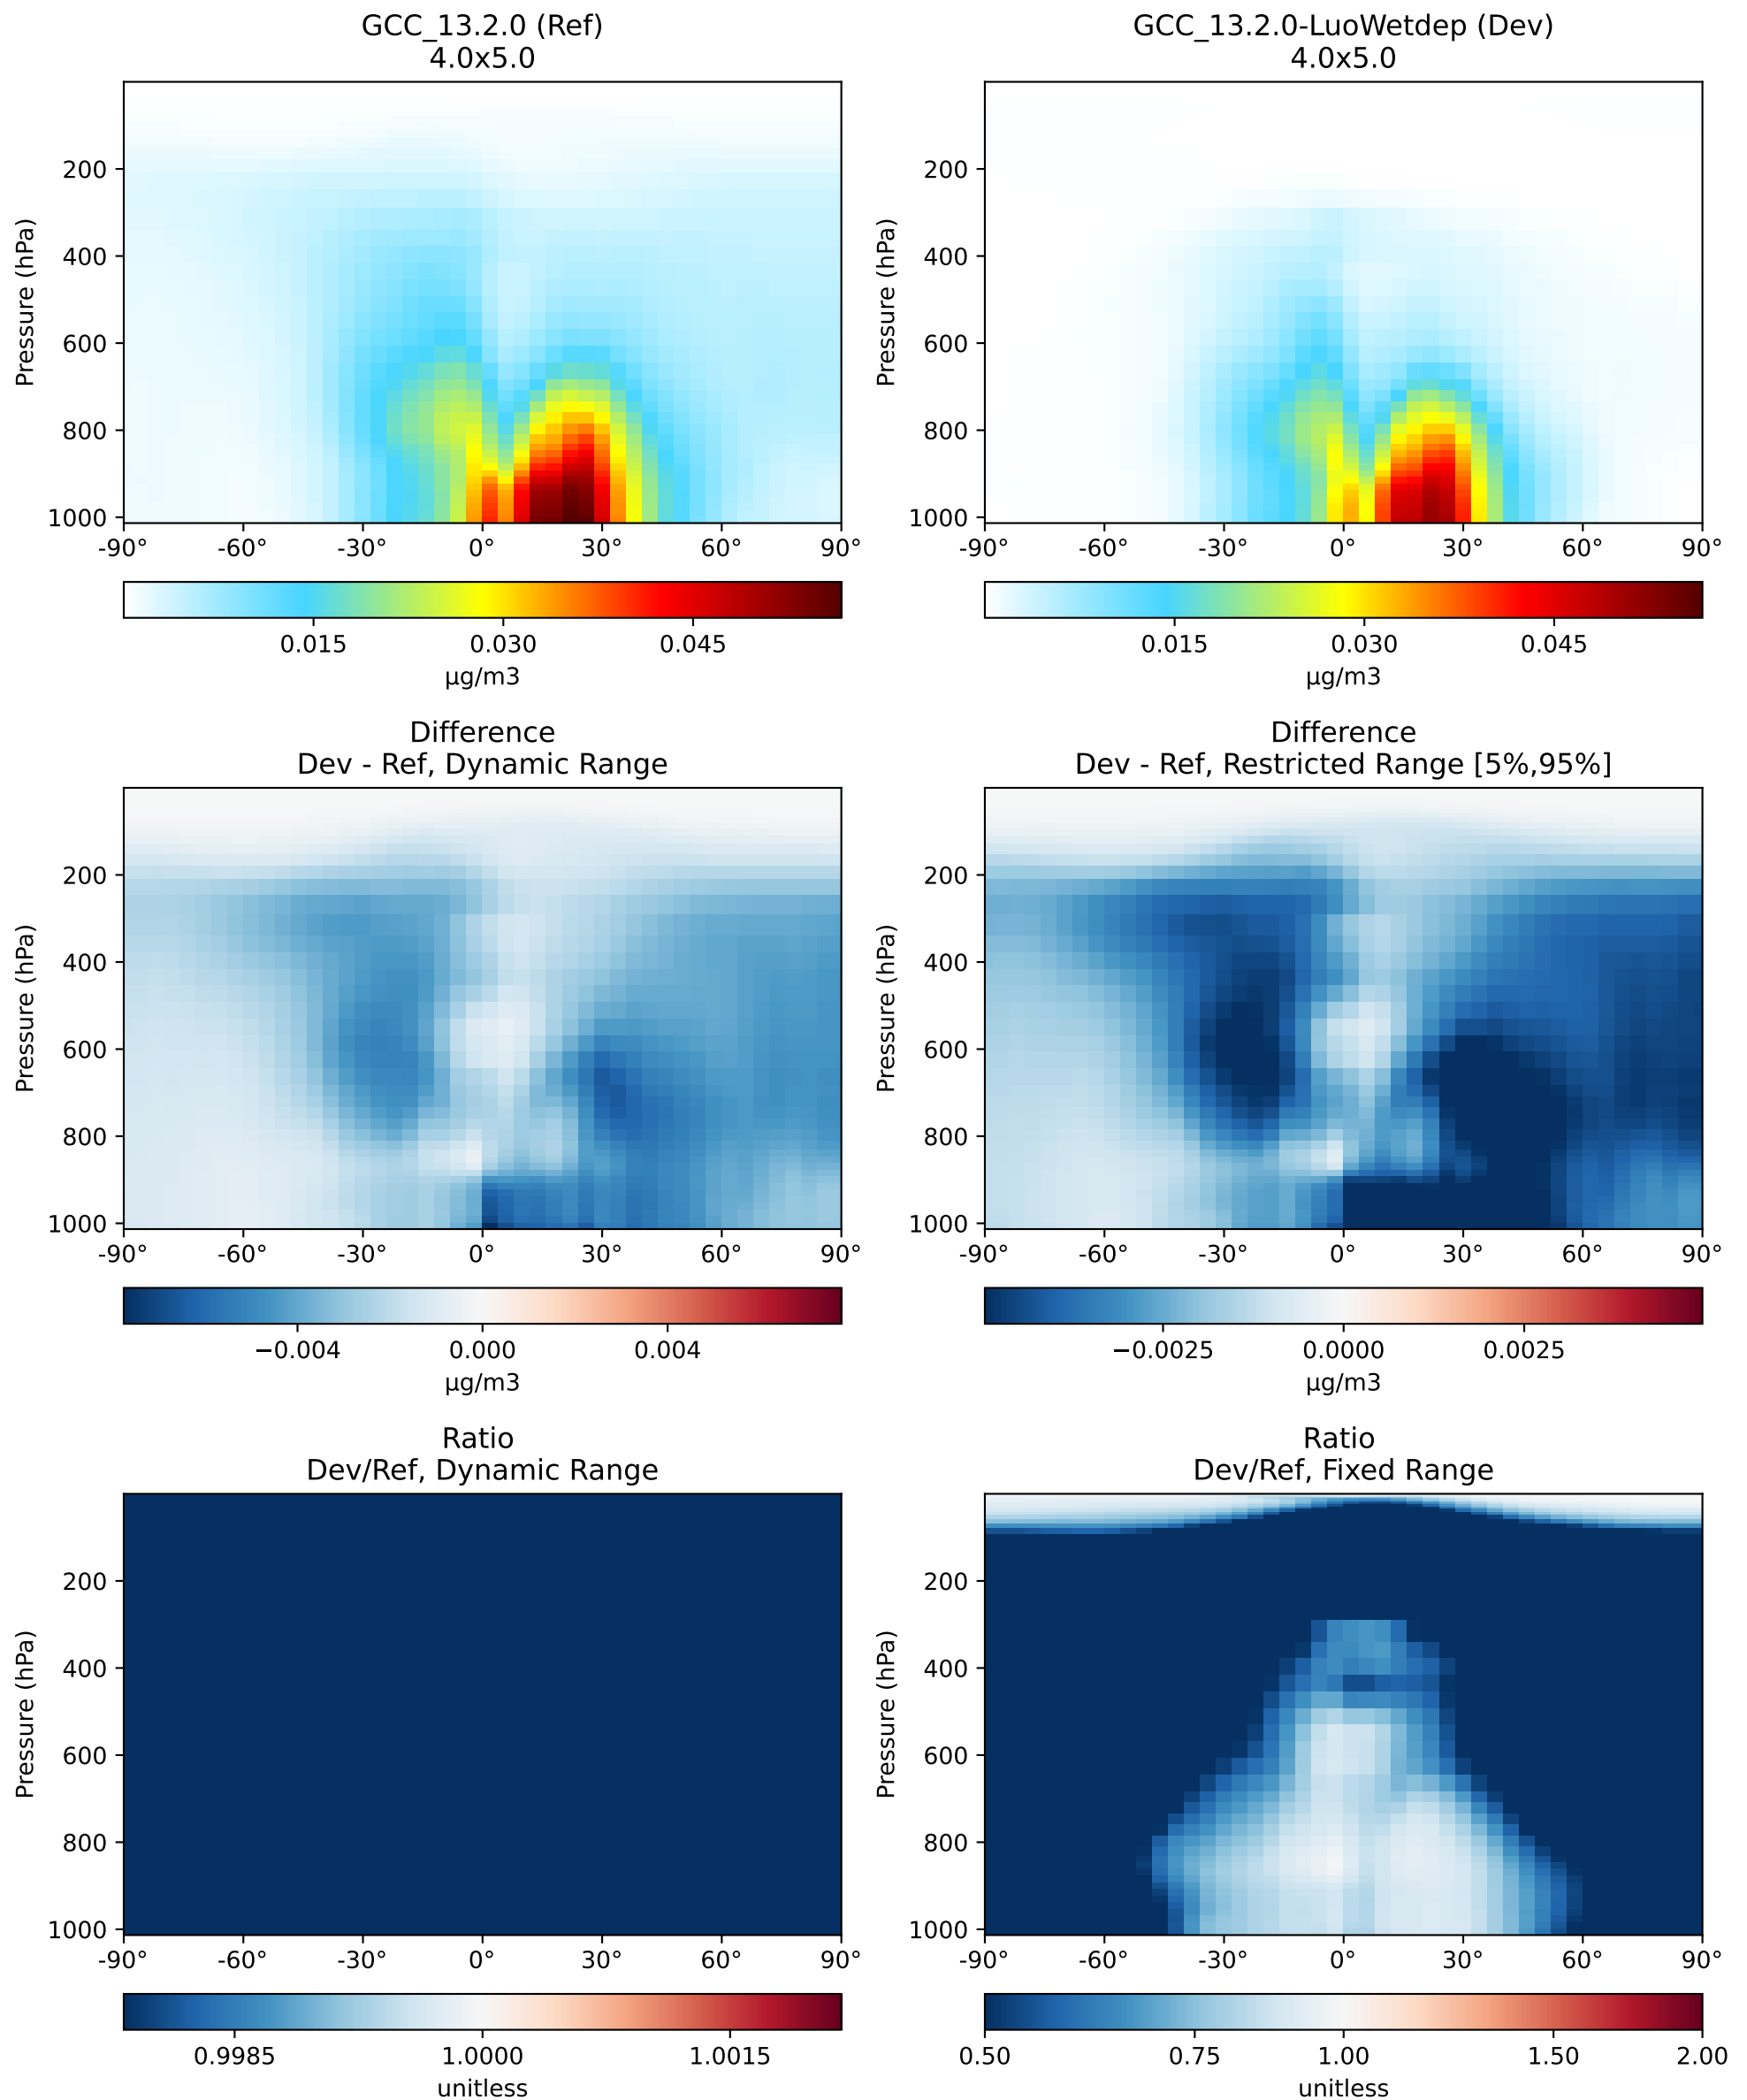 GCC_13.2.0 (Ref)
4.0x5.0
Pressure (hPa)
200
400
600
800
1000
-90° -60° -30° 0° 30° 60° 90°
0.015 0.030 0.045
µg/m3
GCC_13.2.0-LuoWetdep (Dev)
4.0x5.0
Pressure (hPa)
200
400
600
800
1000
-90° -60° -30° 0° 30° 60° 90°
0.015 0.030 0.045
µg/m3
Difference
Dev - Ref, Dynamic Range
Pressure (hPa)
200
400
600
800
1000
-90° -60° -30° 0° 30° 60° 90°
−0.004 0.000 0.004
µg/m3
Difference
Dev - Ref, Restricted Range [5%,95%]
Pressure (hPa)
200
400
600
800
1000
-90° -60° -30° 0° 30° 60° 90°
−0.0025 0.0000 0.0025
µg/m3
Ratio
Dev/Ref, Dynamic Range
Pressure (hPa)
200
400
600
800
1000
-90° -60° -30° 0° 30° 60° 90°
0.9985 1.0000 1.0015
unitless
Ratio
Dev/Ref, Fixed Range
Pressure (hPa)
200
400
600
800
1000
-90° -60° -30° 0° 30° 60° 90°
0.50 0.75 1.00 1.50 2.00
unitless